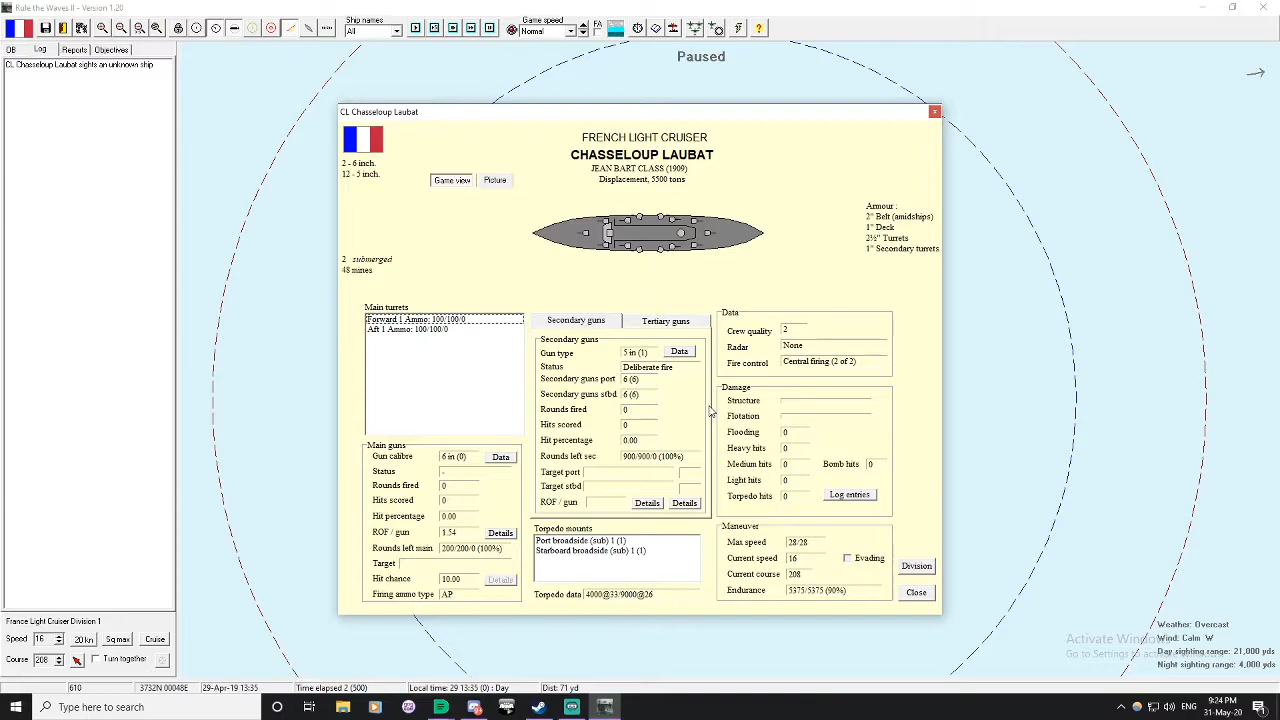 Rule the Waves II - Version 1.20
Ship names
All
Game speed
Normal
FA
OB
Log
Reports
Objectives
CL Chasseloup Laubat sights an unknown ship
Paused
CL Chasseloup Laubat
FRENCH LIGHT CRUISER
CHASSELOUP LAUBAT
JEAN BART CLASS (1909)
Displacement, 5500 tons
2 - 6 inch.
12 - 5 inch.
Game view
Picture
Armour :
2" Belt (amidships)
1" Deck
2½" Turrets
1" Secondary turrets
2 submerged
48 mines
Main turrets
Forward 1 Ammo: 100/100/0
Aft 1 Ammo: 100/100/0
Main guns
Gun calibre 6 in (0) Data
Status -
Rounds fired 0
Hits scored 0
Hit percentage 0.00
ROF / gun 1.54 Details
Rounds left main 200/200/0 (100%)
Target
Hit chance 10.00 Details
Firing ammo type AP
Secondary guns
Tertiary guns
Secondary guns
Gun type 5 in (1) Data
Status Deliberate fire
Secondary guns port 6 (6)
Secondary guns stbd 6 (6)
Rounds fired 0
Hits scored 0
Hit percentage 0.00
Rounds left sec 900/900/0 (100%)
Target port
Target stbd
ROF / gun Details Details
Torpedo mounts
Port broadside (sub) 1 (1)
Starboard broadside (sub) 1 (1)
Torpedo data 4000@33/9000@26
Data
Crew quality 2
Radar None
Fire control Central firing (2 of 2)
Damage
Structure
Flotation
Flooding 0
Heavy hits 0
Medium hits 0 Bomb hits 0
Light hits 0
Torpedo hits 0 Log entries
Maneuver
Max speed 28/28
Current speed 16 Evading
Current course 208
Endurance 5375/5375 (90%)
Division
Close
France Light Cruiser Division 1
Speed 16 20 kn Sq max Cruise
Course 208 Turn together
Weather: Overcast
Wind: Calm W
Day sighting range: 21,000 yds
Night sighting range: 4,000 yds
Activate Windows
Go to Settings to activate Windows.
610
3732N 00048E
29-Apr-19 13:35
Time elapsed 2 (500)
Local time: 29 13:35 (0) : Day
Dist: 71 yd
Type here to search
ENG
9:24 PM
31-May-20